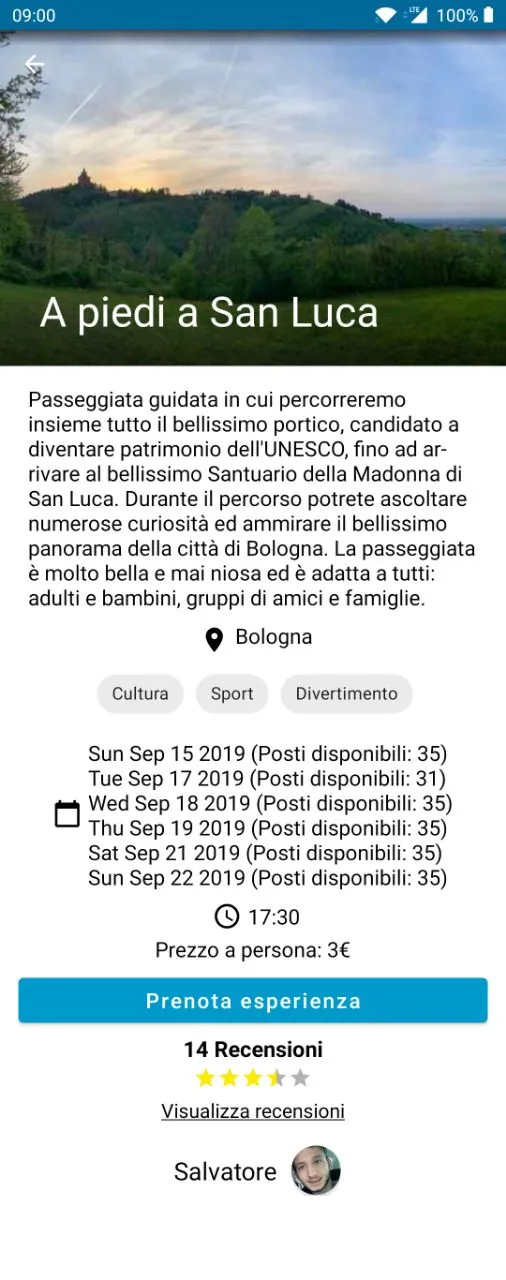 09:00
LTE
100%
A piedi a San Luca
Passeggiata guidata in cui percorreremo
insieme tutto il bellissimo portico, candidato a
diventare patrimonio dell'UNESCO, fino ad ar-
rivare al bellissimo Santuario della Madonna di
San Luca. Durante il percorso potrete ascoltare
numerose curiosità ed ammirare il bellissimo
panorama della città di Bologna. La passeggiata
è molto bella e mai niosa ed è adatta a tutti:
adulti e bambini, gruppi di amici e famiglie.
Bologna
Cultura Sport Divertimento
Sun Sep 15 2019 (Posti disponibili: 35)
Tue Sep 17 2019 (Posti disponibili: 31)
Wed Sep 18 2019 (Posti disponibili: 35)
Thu Sep 19 2019 (Posti disponibili: 35)
Sat Sep 21 2019 (Posti disponibili: 35)
Sun Sep 22 2019 (Posti disponibili: 35)
17:30
Prezzo a persona: 3€
Prenota esperienza
14 Recensioni
Visualizza recensioni
Salvatore